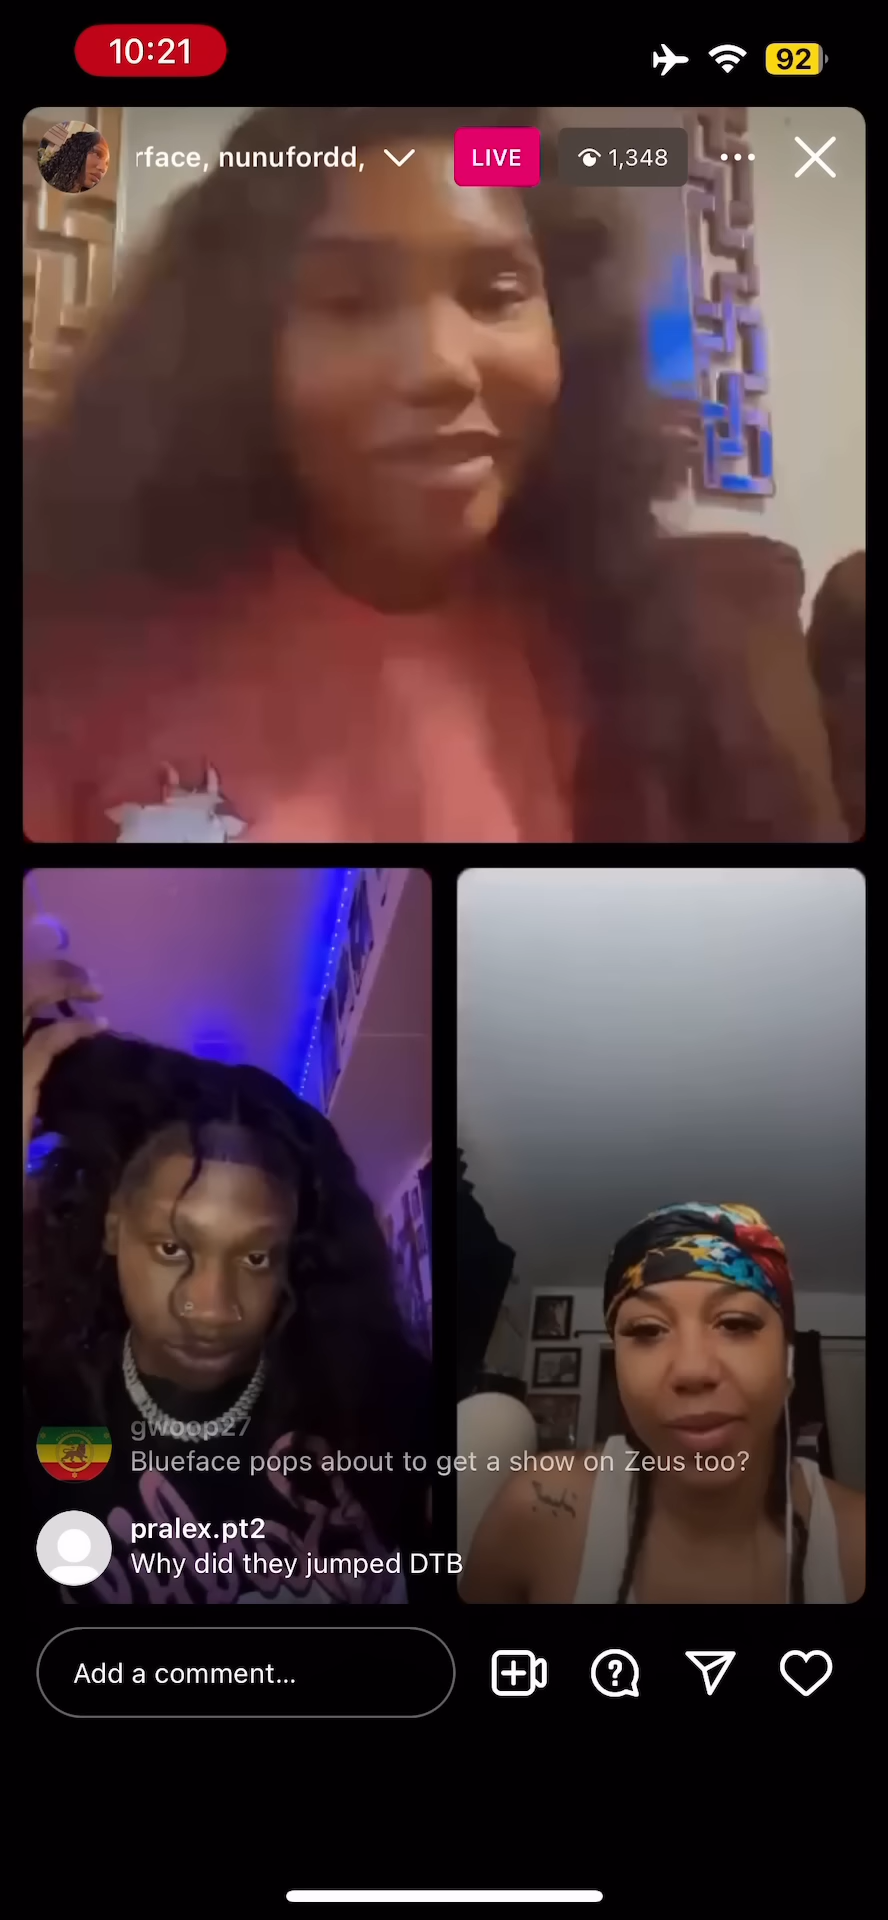 10:21
92
rface, nunufordd,
LIVE
1,348
gwoop27
Blueface pops about to get a show on Zeus too?
pralex.pt2
Why did they jumped DTB
Add a comment...